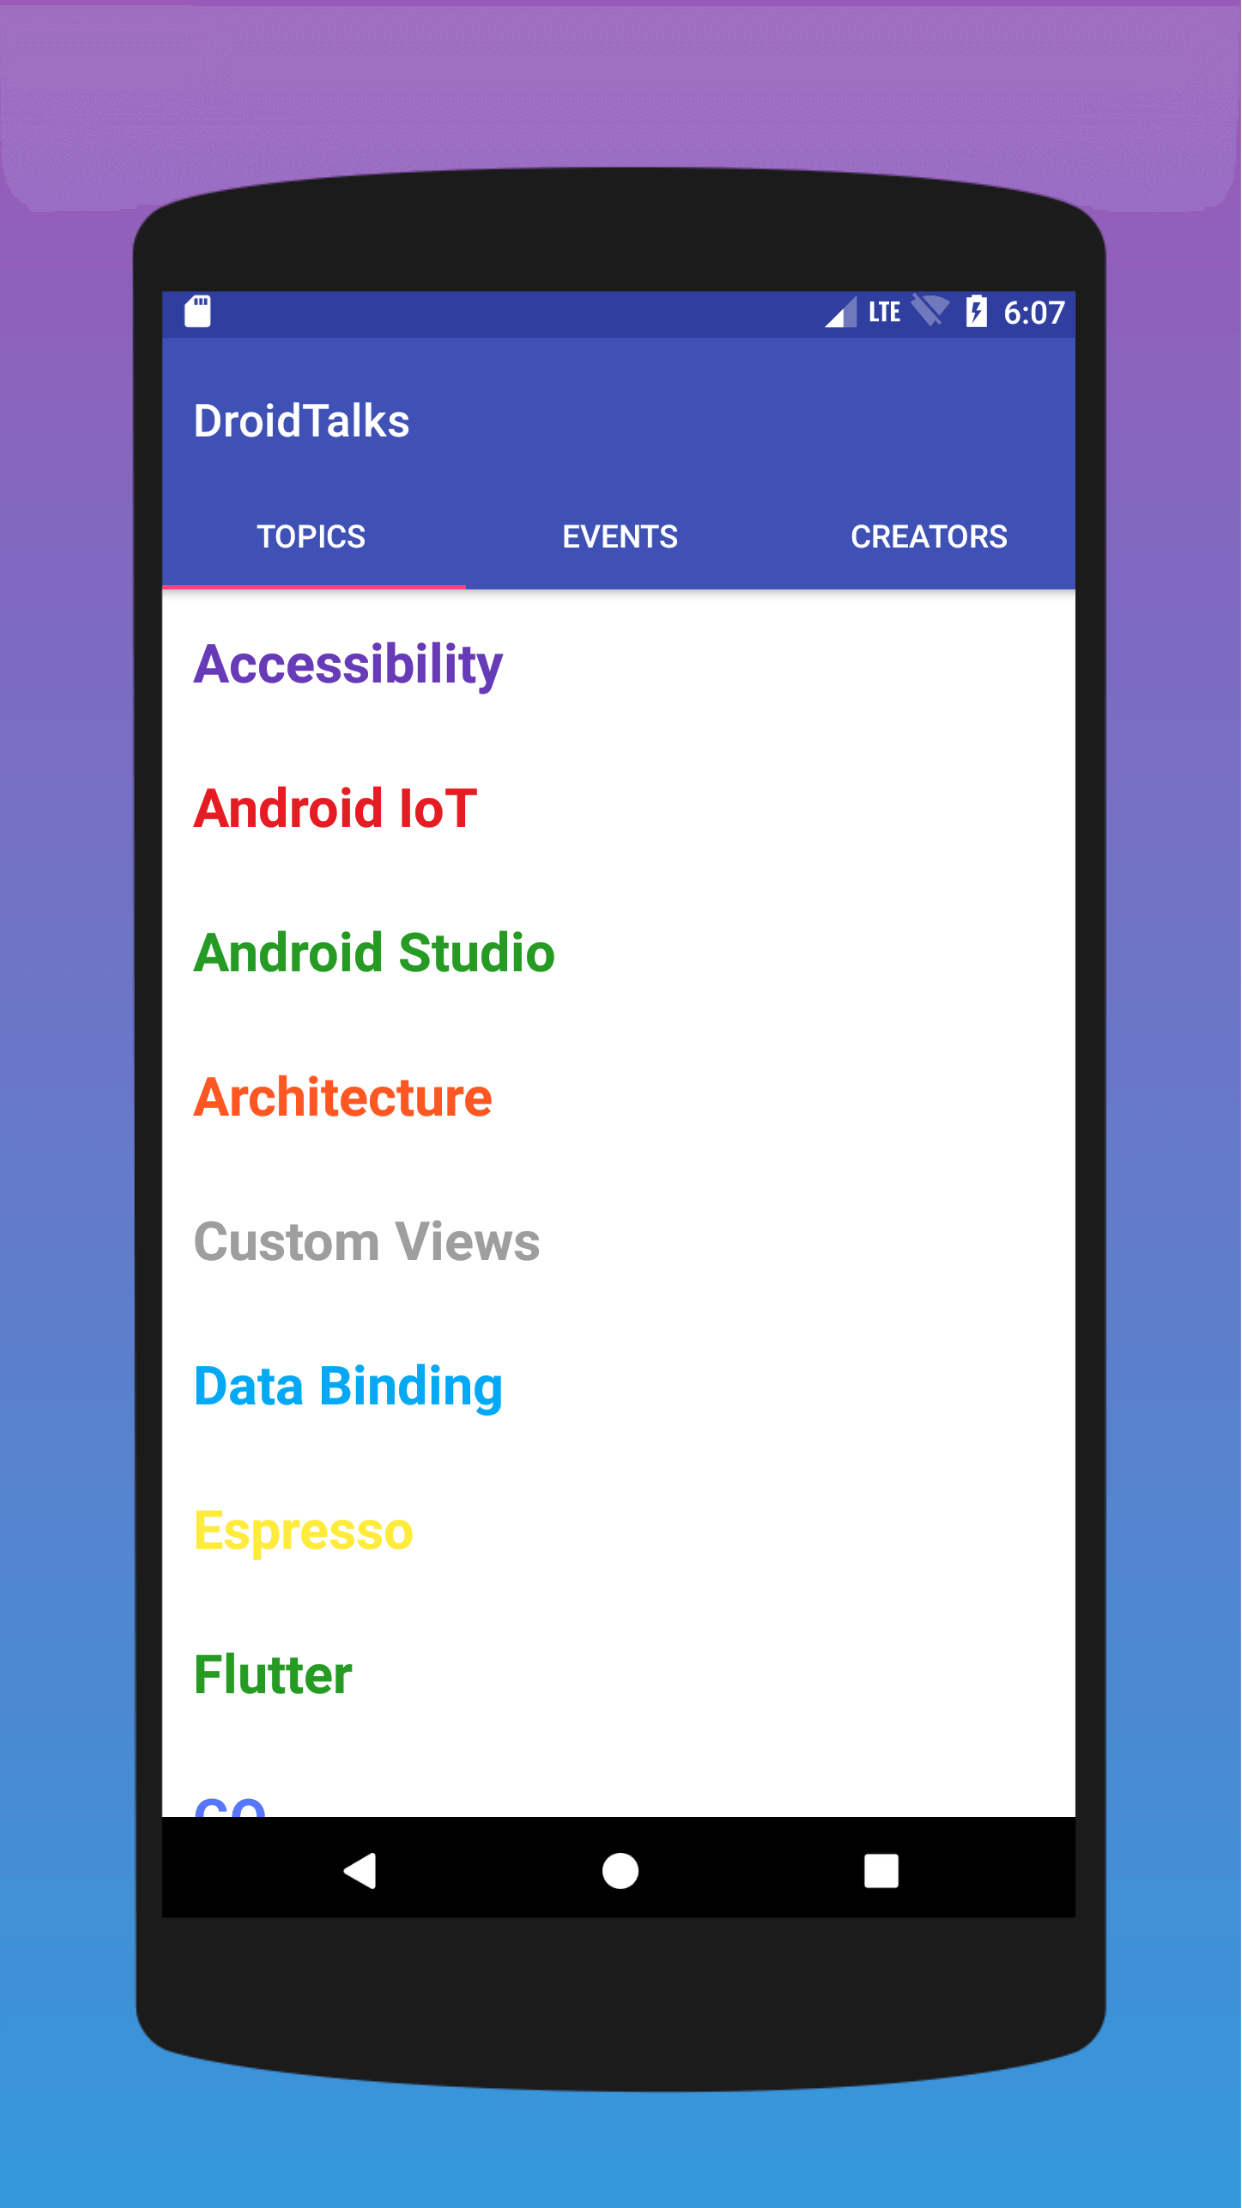 LTE 6:07
DroidTalks
TOPICS EVENTS CREATORS
Accessibility
Android IoT
Android Studio
Architecture
Custom Views
Data Binding
Espresso
Flutter